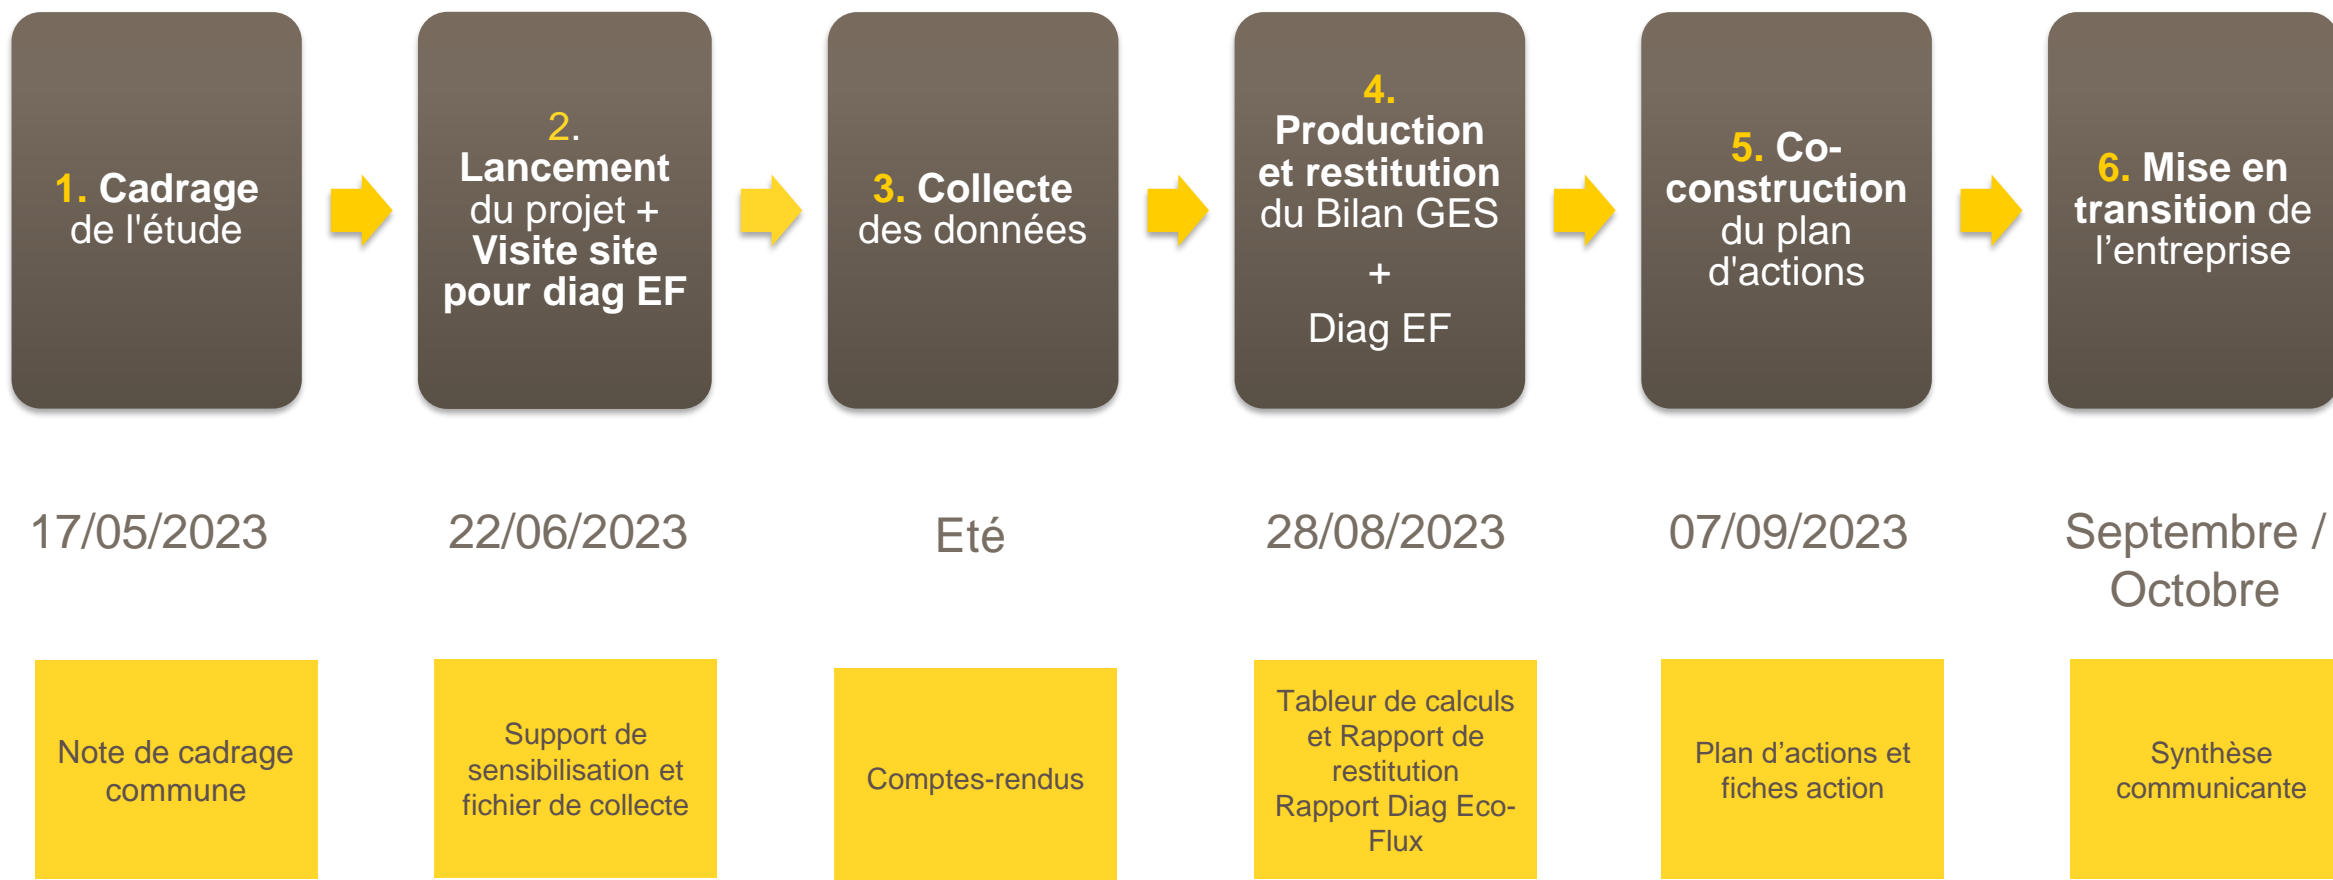 1. Cadrage
de l'étude
2.
Lancement
du projet +
Visite site
pour diag EF
3. Collecte
des données
4.
Production
et restitution
du Bilan GES
+
Diag EF
5. Co-
construction
du plan
d'actions
6. Mise en
transition de
l’entreprise
17/05/2023
22/06/2023
Eté
28/08/2023
07/09/2023
Septembre /
Octobre
Note de cadrage
commune
Support de
sensibilisation et
fichier de collecte
Comptes-rendus
Tableur de calculs
et Rapport de
restitution
Rapport Diag Eco-
Flux
Plan d’actions et
fiches action
Synthèse
communicante